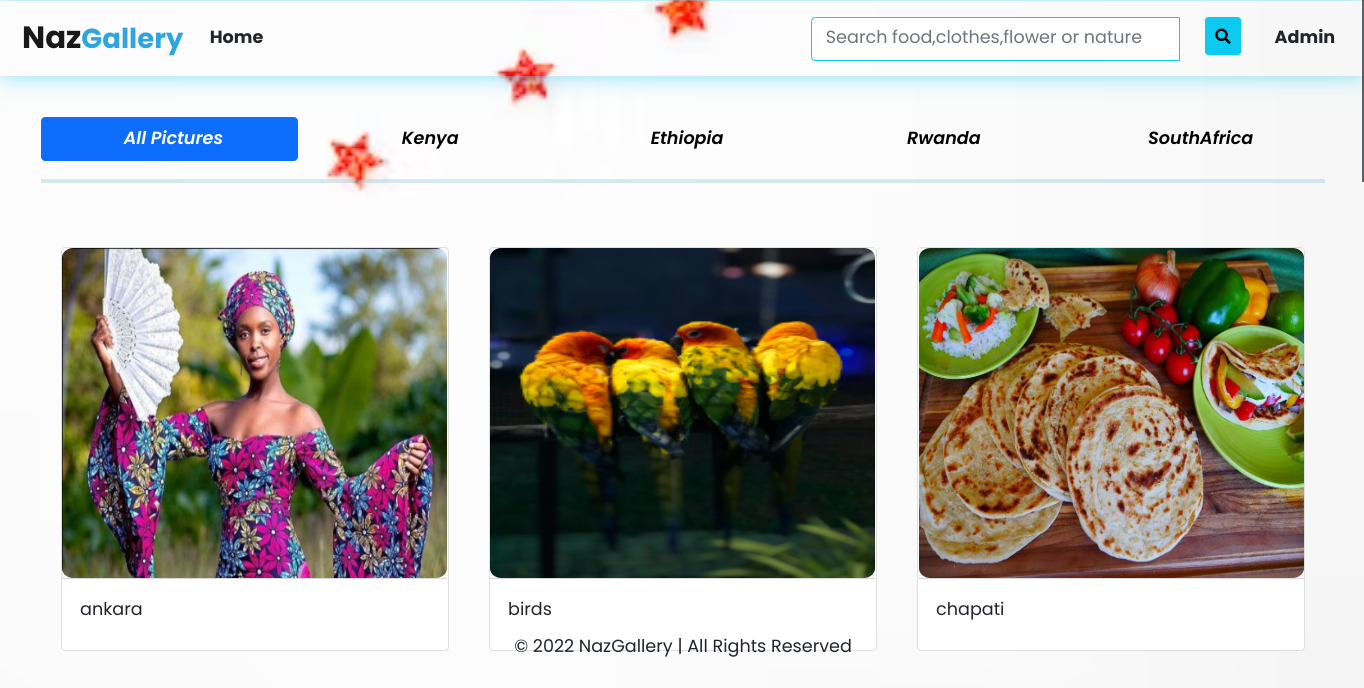 NazGallery Home Search food,clothes,flower or nature Admin
All Pictures Kenya Ethiopia Rwanda SouthAfrica
ankara birds chapati
© 2022 NazGallery | All Rights Reserved